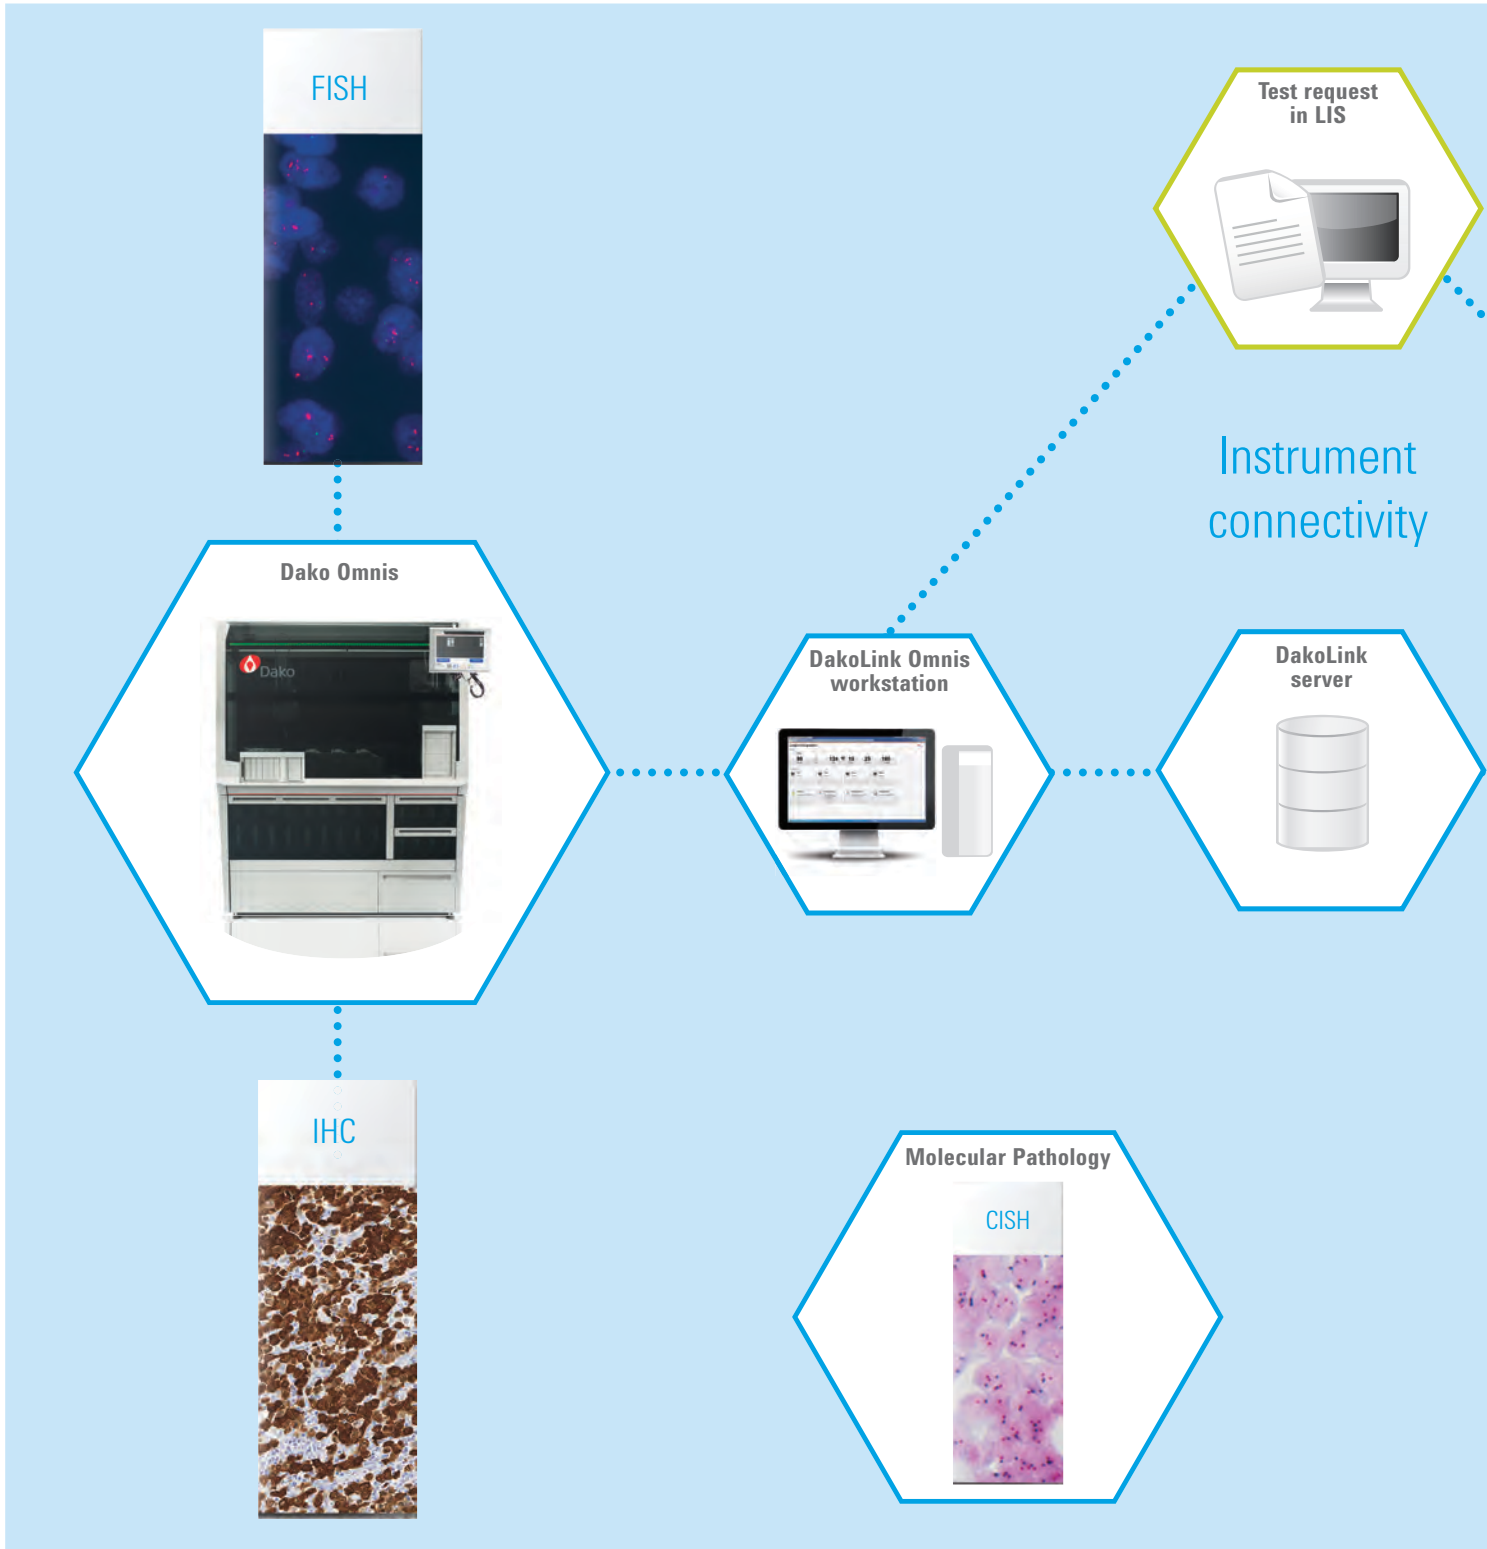 FISH
Test request
in LIS
Instrument
connectivity
Dako Omnis
Dako
DakoLink Omnis
workstation
DakoLink
server
IHC
Molecular Pathology
CISH